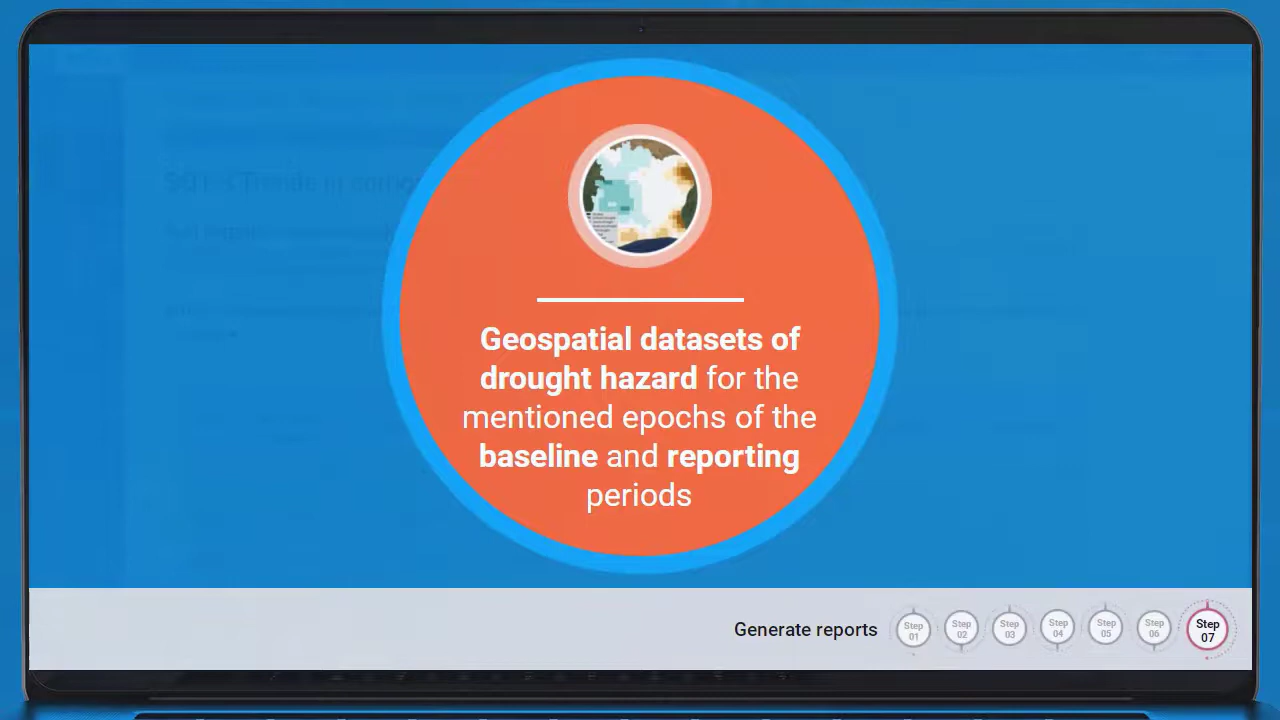 Geospatial datasets of
drought hazard for the
mentioned epochs of the
baseline and reporting
periods
Generate reports
Step
01
Step
02
Step
03
Step
04
Step
05
Step
06
Step
07